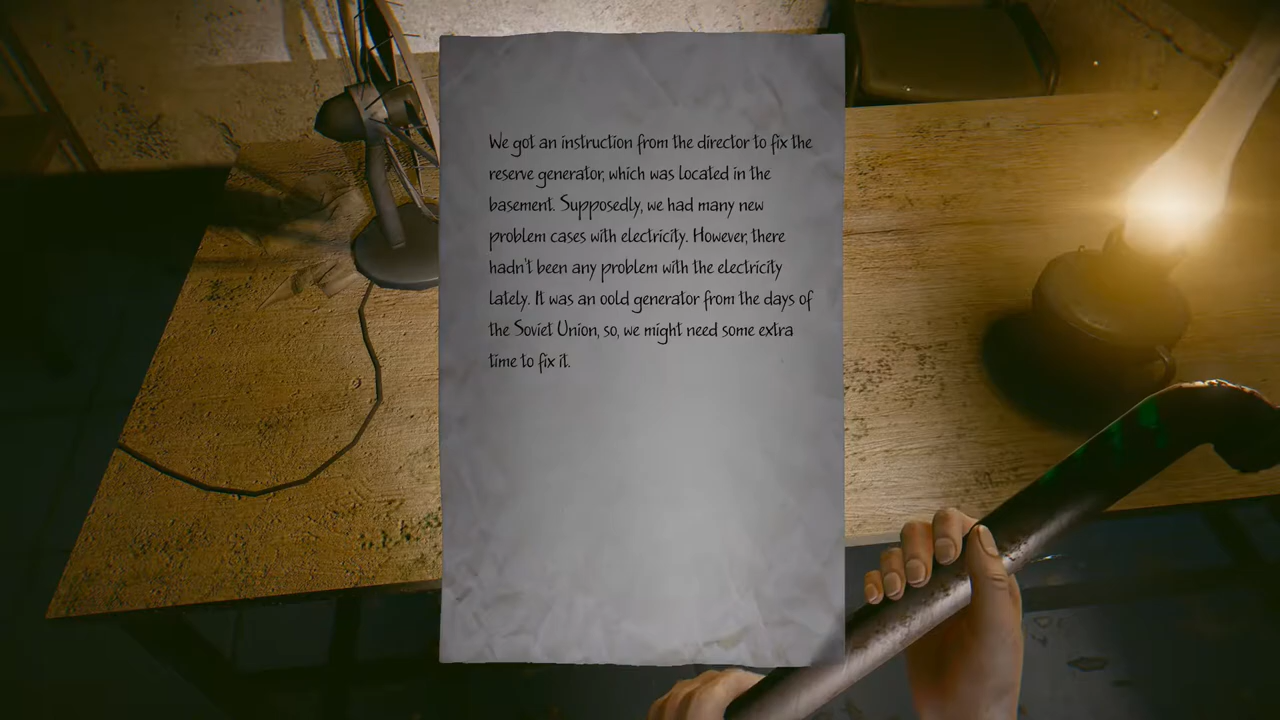 We got an instruction from the director to fix the
reserve generator, which was located in the
basement. Supposedly, we had many new
problem cases with electricity. However, there
hadn't been any problem with the electricity
lately. It was an oold generator from the days of
the Soviet Union, so, we might need some extra
time to fix it.